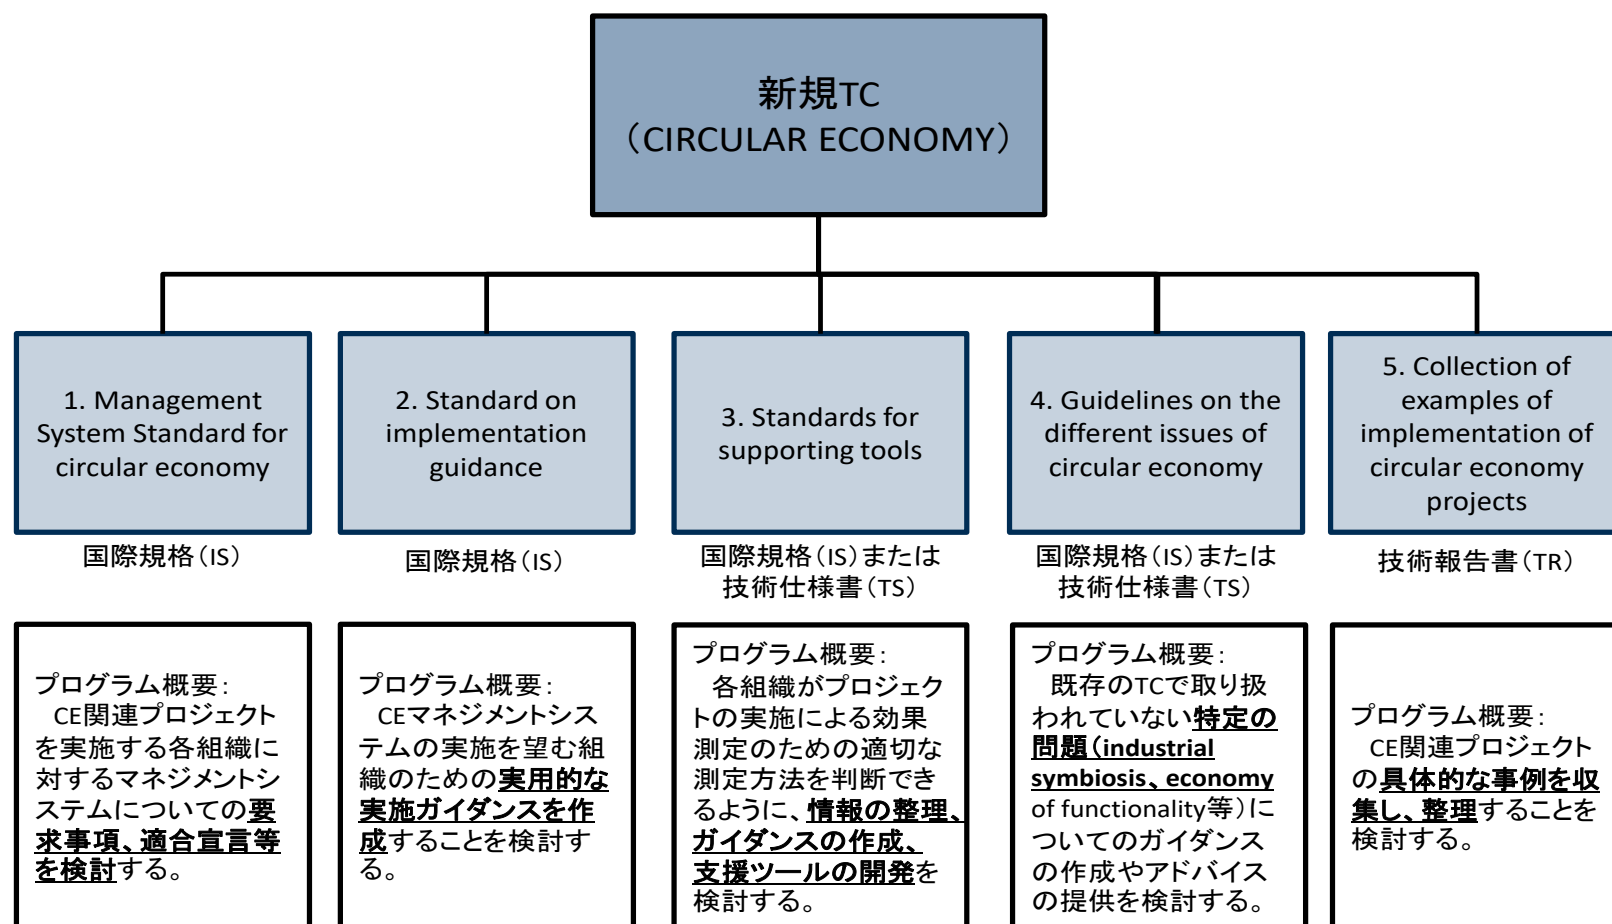 新規TC
（CIRCULAR ECONOMY）
1. Management
System Standard for
circular economy
国際規格（IS）
プログラム概要：
CE関連プロジェクト
を実施する各組織に
対するマネジメントシ
ステムについての要
求事項、適合宣言等
を検討する。
2. Standard on
implementation
guidance
国際規格（IS）
プログラム概要：
CEマネジメントシス
テムの実施を望む組
織のための実用的な
実施ガイダンスを作
成することを検討す
る。
3. Standards for
supporting tools
国際規格（IS）または
技術仕様書（TS）
プログラム概要：
各組織がプロジェク
トの実施による効果
測定のための適切な
測定方法を判断でき
るように、情報の整理、
ガイダンスの作成、
支援ツールの開発を
検討する。
4. Guidelines on the
different issues of
circular economy
国際規格（IS）または
技術仕様書（TS）
プログラム概要：
既存のTCで取り扱
われていない特定の
問題（industrial
symbiosis、economy
of functionality等）に
ついてのガイダンス
の作成やアドバイス
の提供を検討する。
5. Collection of
examples of
implementation of
circular economy
projects
技術報告書（TR）
プログラム概要：
CE関連プロジェクト
の具体的な事例を収
集し、整理することを
検討する。